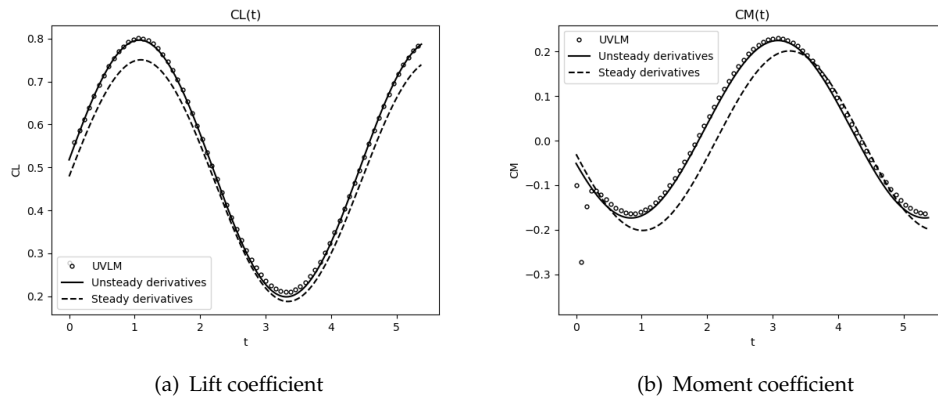 CL(t)
CL
0.8
0.7
0.6
0.5
0.4
0.3
0.2
UVLM
Unsteady derivatives
Steady derivatives
0 1 2 3 4 5
t
(a) Lift coefficient
CM(t)
CM
0.2
0.1
0.0
−0.1
−0.2
−0.3
UVLM
Unsteady derivatives
Steady derivatives
0 1 2 3 4 5
t
(b) Moment coefficient